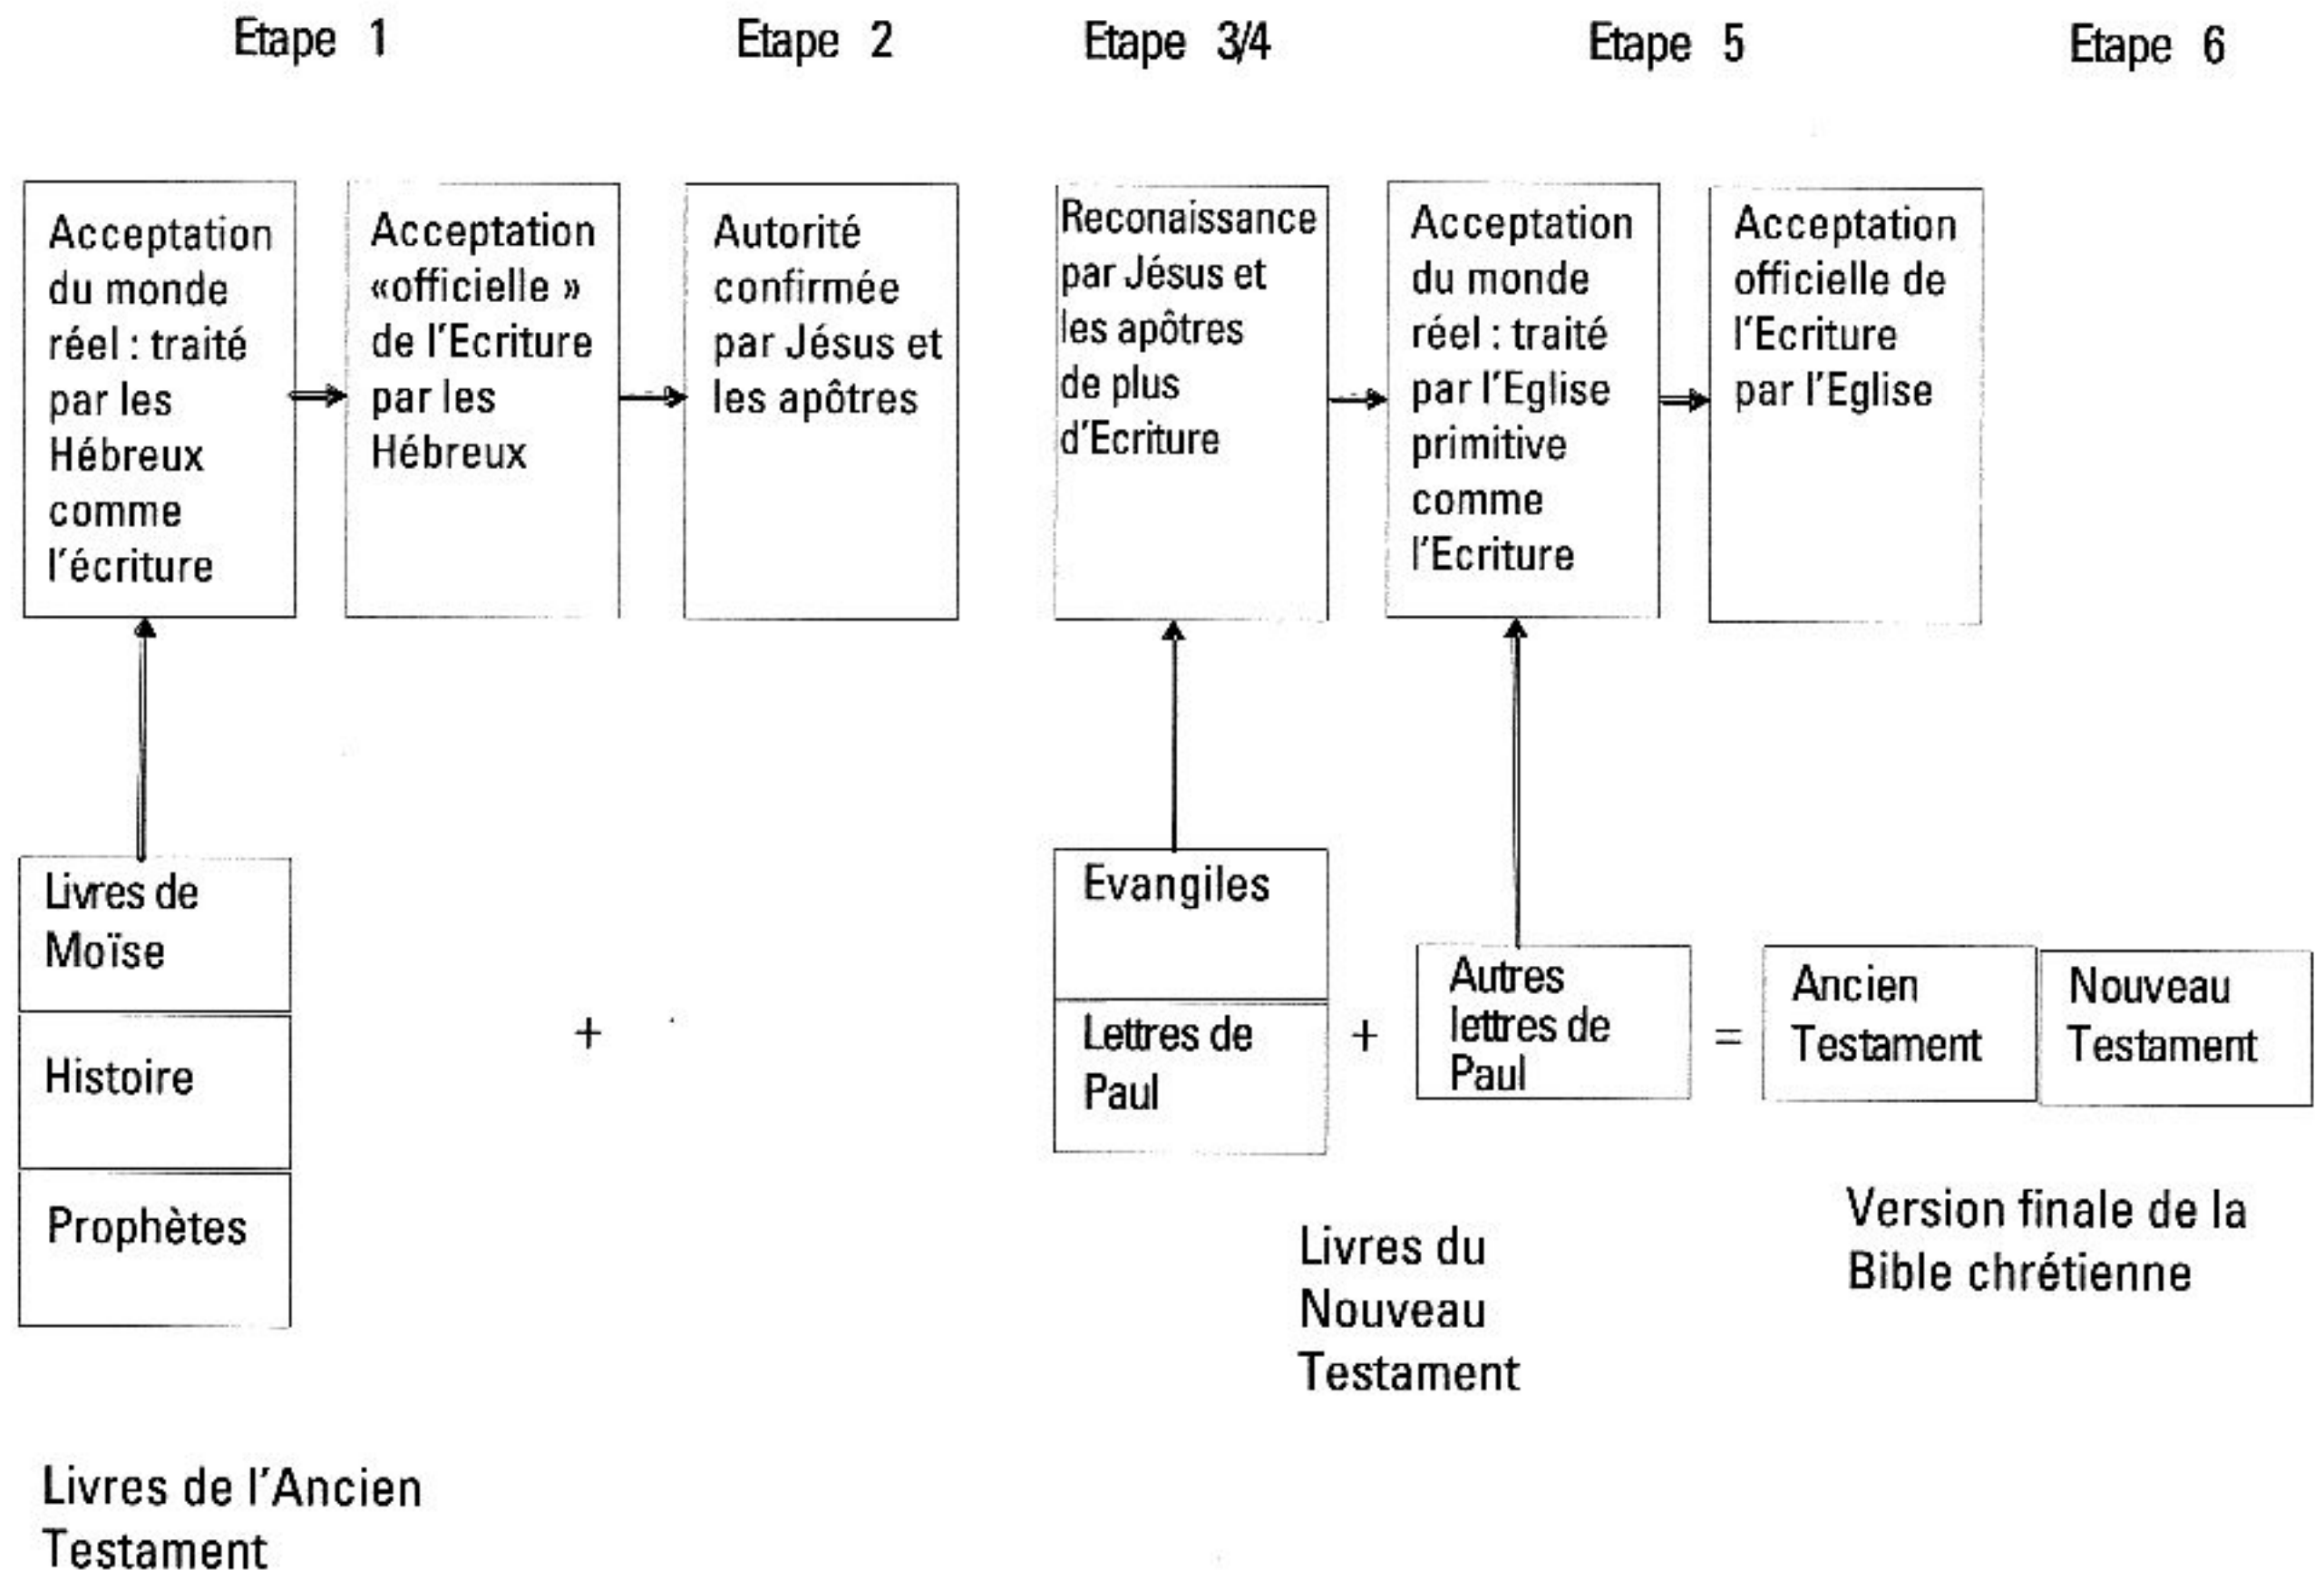 Etape 1
Etape 2
Etape 3/4
Etape 5
Etape 6
Acceptation
du monde
réel : traité
par les
Hébreux
comme
l'écriture
Acceptation
«officielle »
de l'Ecriture
par les
Hébreux
Autorité
confirmée
par Jésus et
les apôtres
Reconaissance
par Jésus et
les apôtres
de plus
d'Ecriture
Acceptation
du monde
réel : traité
par l'Eglise
primitive
comme
l'Ecriture
Acceptation
officielle de
l'Ecriture
par l'Eglise
Livres de
Moïse
Histoire
Prophètes
+
Evangiles
Lettres de
Paul
+
Autres
lettres de
Paul
=
Ancien
Testament
Nouveau
Testament
Livres du
Nouveau
Testament
Version finale de la
Bible chrétienne
Livres de l'Ancien
Testament